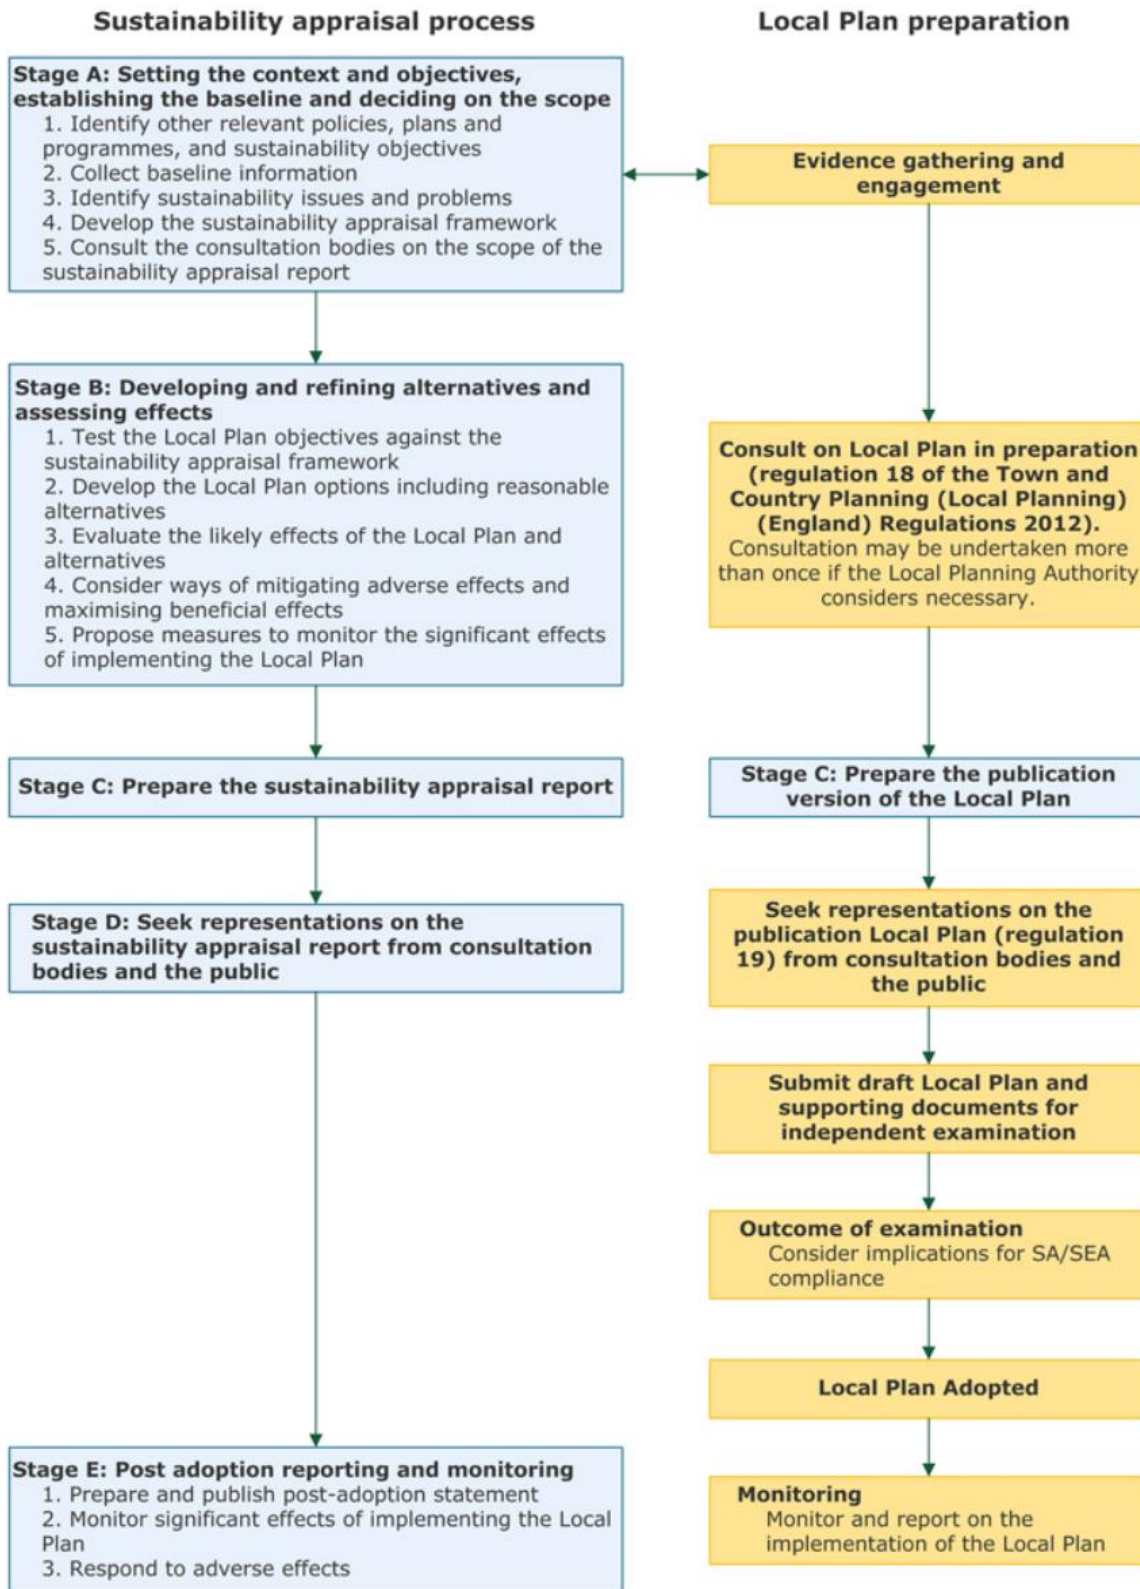 Sustainability appraisal process
Local Plan preparation
Stage A: Setting the context and objectives,
establishing the baseline and deciding on the scope
1. Identify other relevant policies, plans and
programmes, and sustainability objectives
2. Collect baseline information
3. Identify sustainability issues and problems
4. Develop the sustainability appraisal framework
5. Consult the consultation bodies on the scope of the
sustainability appraisal report
Evidence gathering and
engagement
Stage B: Developing and refining alternatives and
assessing effects
1. Test the Local Plan objectives against the
sustainability appraisal framework
2. Develop the Local Plan options including reasonable
alternatives
3. Evaluate the likely effects of the Local Plan and
alternatives
4. Consider ways of mitigating adverse effects and
maximising beneficial effects
5. Propose measures to monitor the significant effects
of implementing the Local Plan
Consult on Local Plan in preparation
(regulation 18 of the Town and
Country Planning (Local Planning)
(England) Regulations 2012).
Consultation may be undertaken more
than once if the Local Planning Authority
considers necessary.
Stage C: Prepare the sustainability appraisal report
Stage C: Prepare the publication
version of the Local Plan
Stage D: Seek representations on the
sustainability appraisal report from consultation
bodies and the public
Seek representations on the
publication Local Plan (regulation
19) from consultation bodies and
the public
Submit draft Local Plan and
supporting documents for
independent examination
Outcome of examination
Consider implications for SA/SEA
compliance
Local Plan Adopted
Stage E: Post adoption reporting and monitoring
1. Prepare and publish post-adoption statement
2. Monitor significant effects of implementing the Local
Plan
3. Respond to adverse effects
Monitoring
Monitor and report on the
implementation of the Local Plan